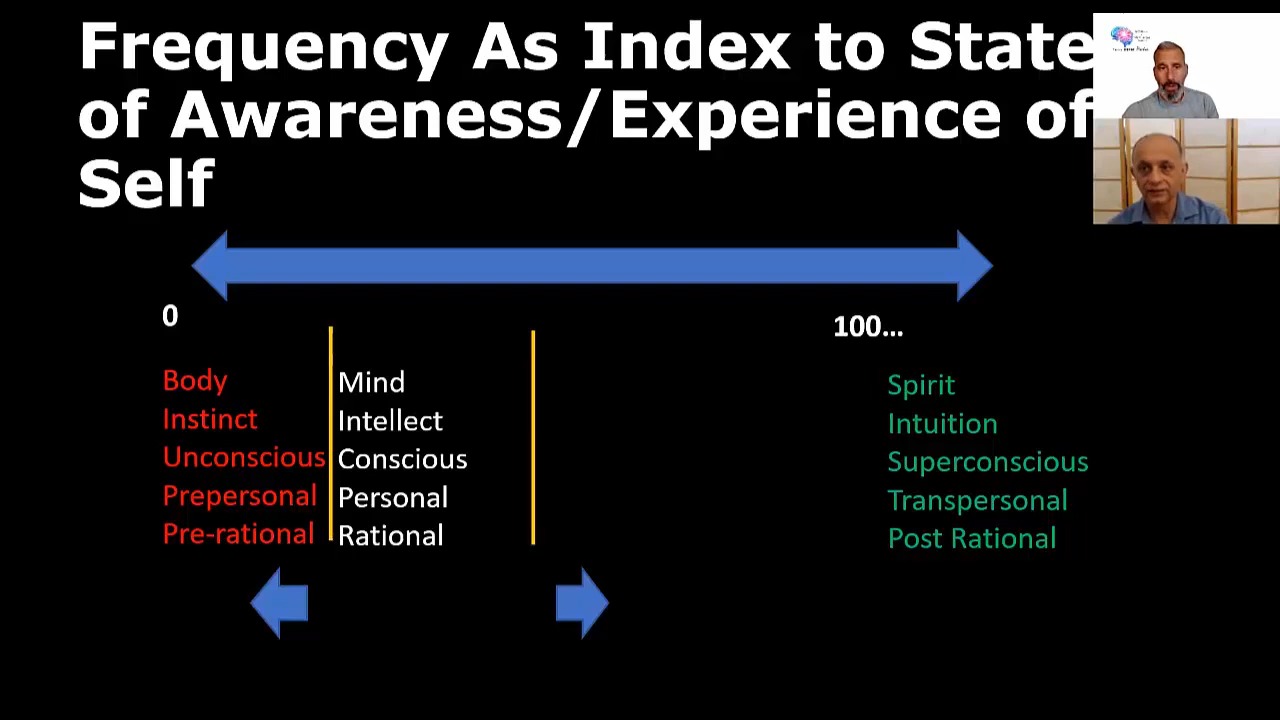 Frequency As Index to State
of Awareness/Experience of
Self
0
100...
Body
Instinct
Unconscious
Prepersonal
Pre-rational
Mind
Intellect
Conscious
Personal
Rational
Spirit
Intuition
Superconscious
Transpersonal
Post Rational